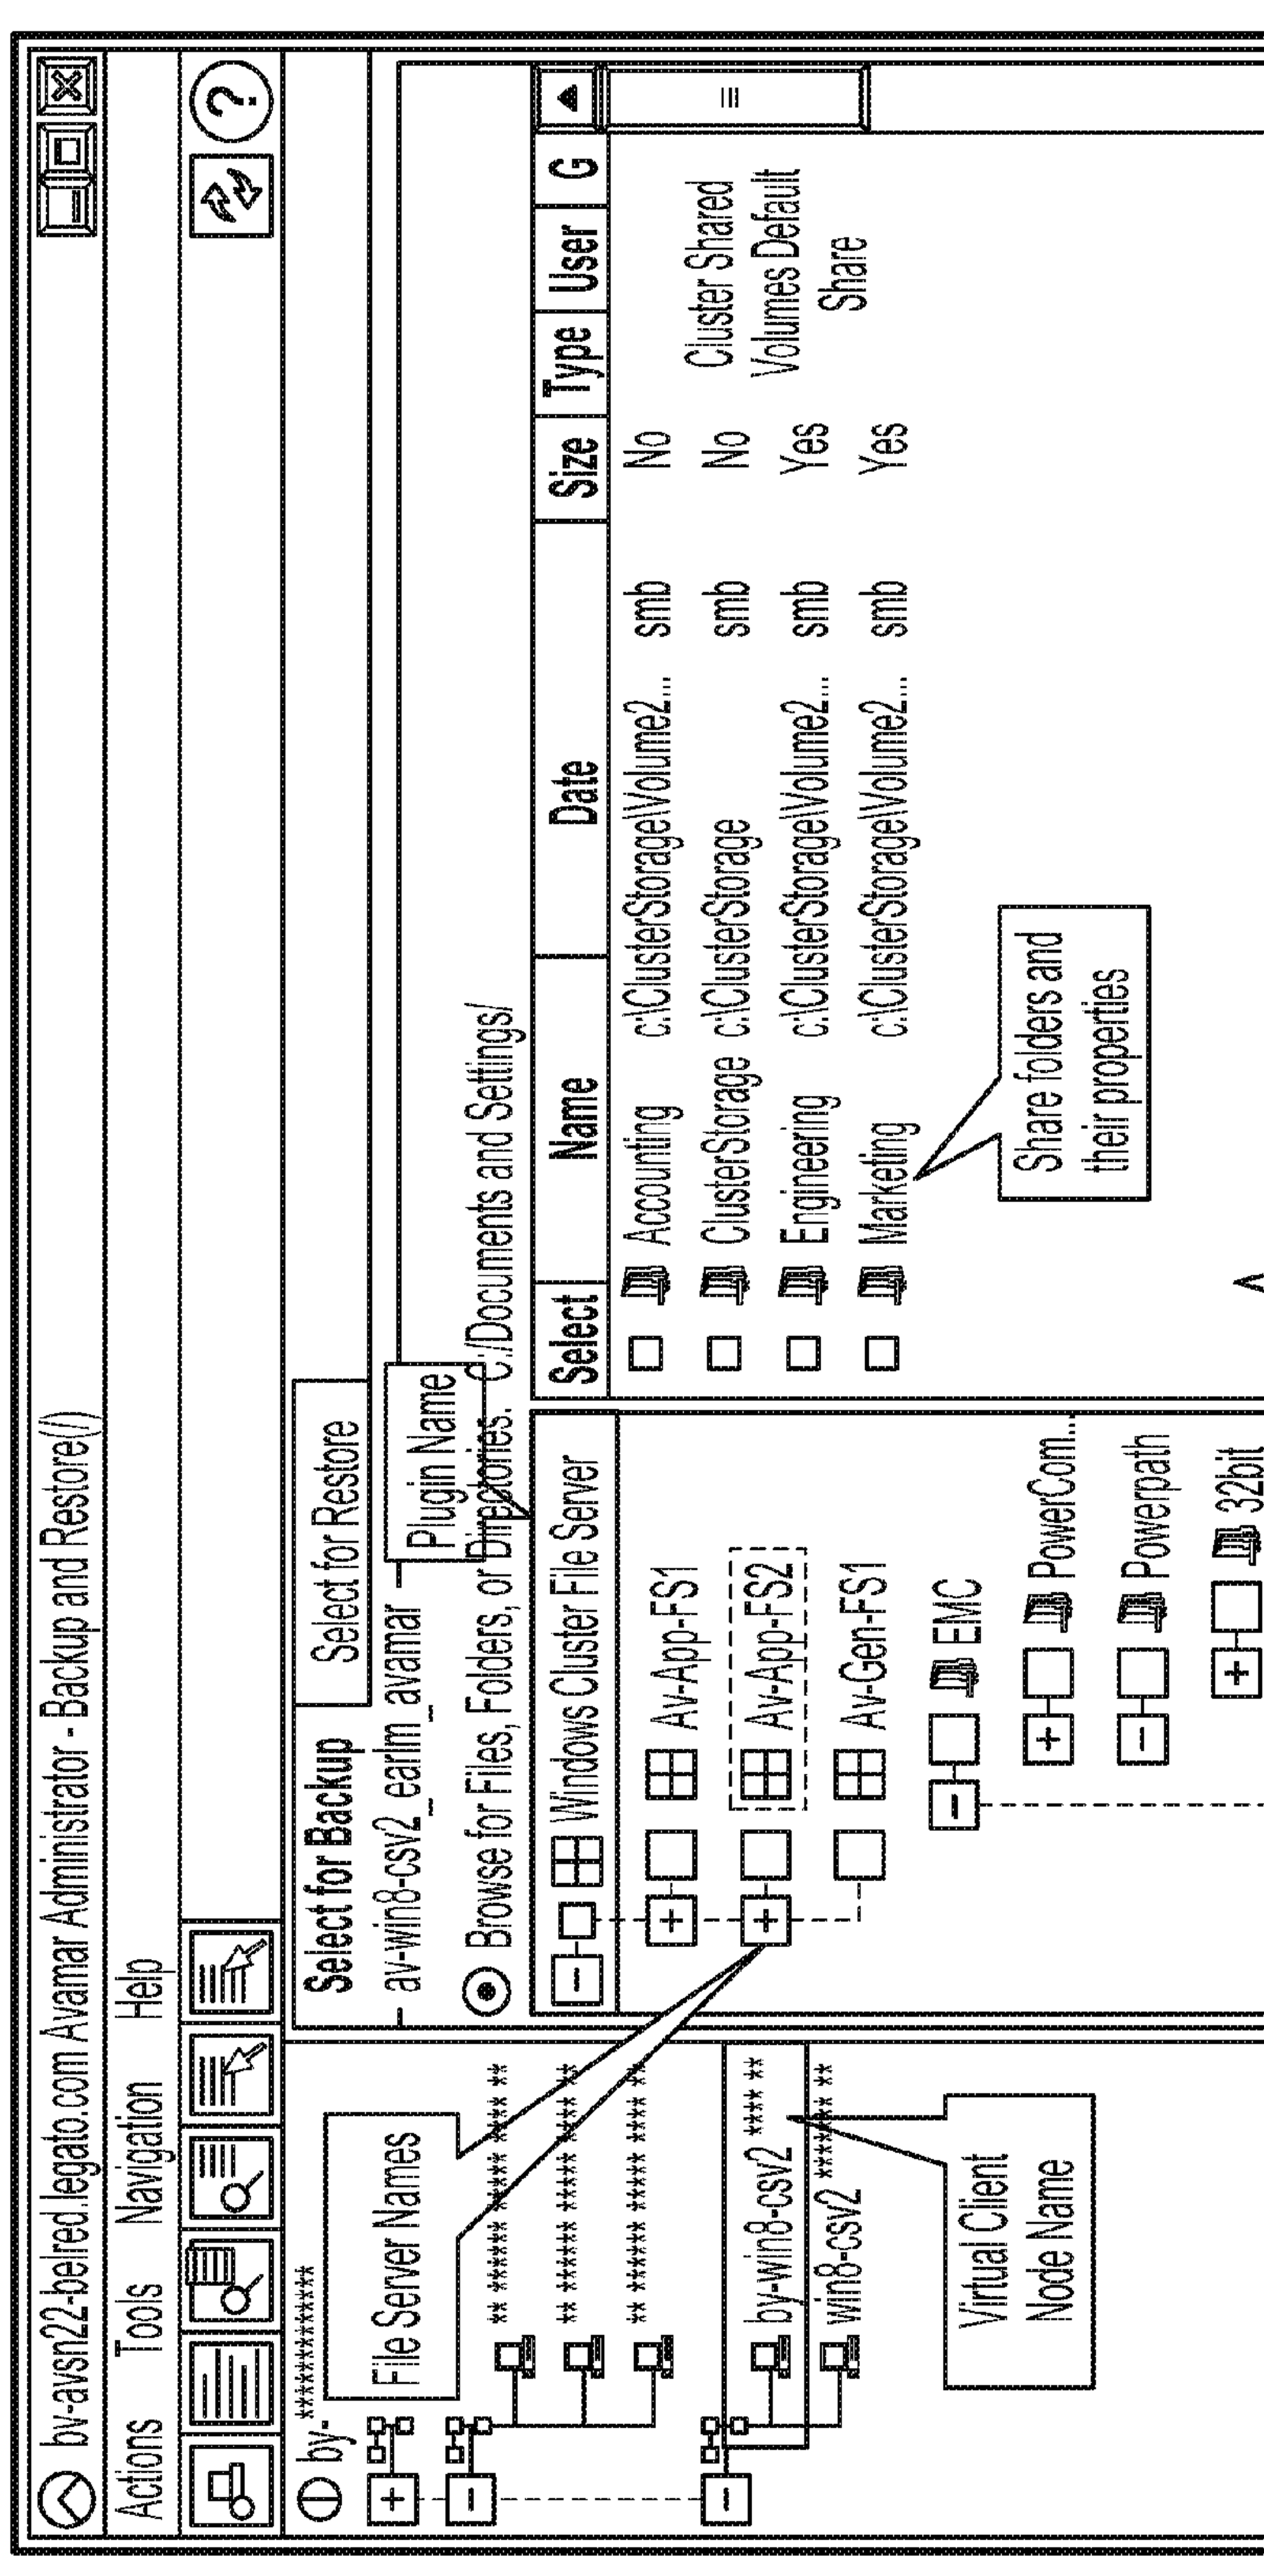 bv-avsn22-belred.legato.com Avamar Administrator - Backup and Restore(/)
Actions Tools Navigation Help
?
by-************
File Server Names
** ****** ***** **** **
** ****** ***** **** **
** ****** ***** **** **
by-win8-csv2 **** **
win8-csv2 ******* **
Virtual Client
Node Name
Select for Backup
Select for Restore
av-win8-csv2_earlm_avamar
Plugin Name
Browse for Files, Folders, or Directories. C:/Documents and Settings/
Windows Cluster File Server
Av-App-FS1
Av-App-FS2
Av-Gen-FS1
EMC
PowerCom...
Powerpath
32bit
Select Name Date Size Type User G
Accounting c:\ClusterStorage\Volume2... smb No
ClusterStorage c:\ClusterStorage smb No Cluster Shared
Volumes Default
Share
Engineering c:\ClusterStorage\Volume2... smb Yes
Marketing c:\ClusterStorage\Volume2... smb Yes
Share folders and
their properties